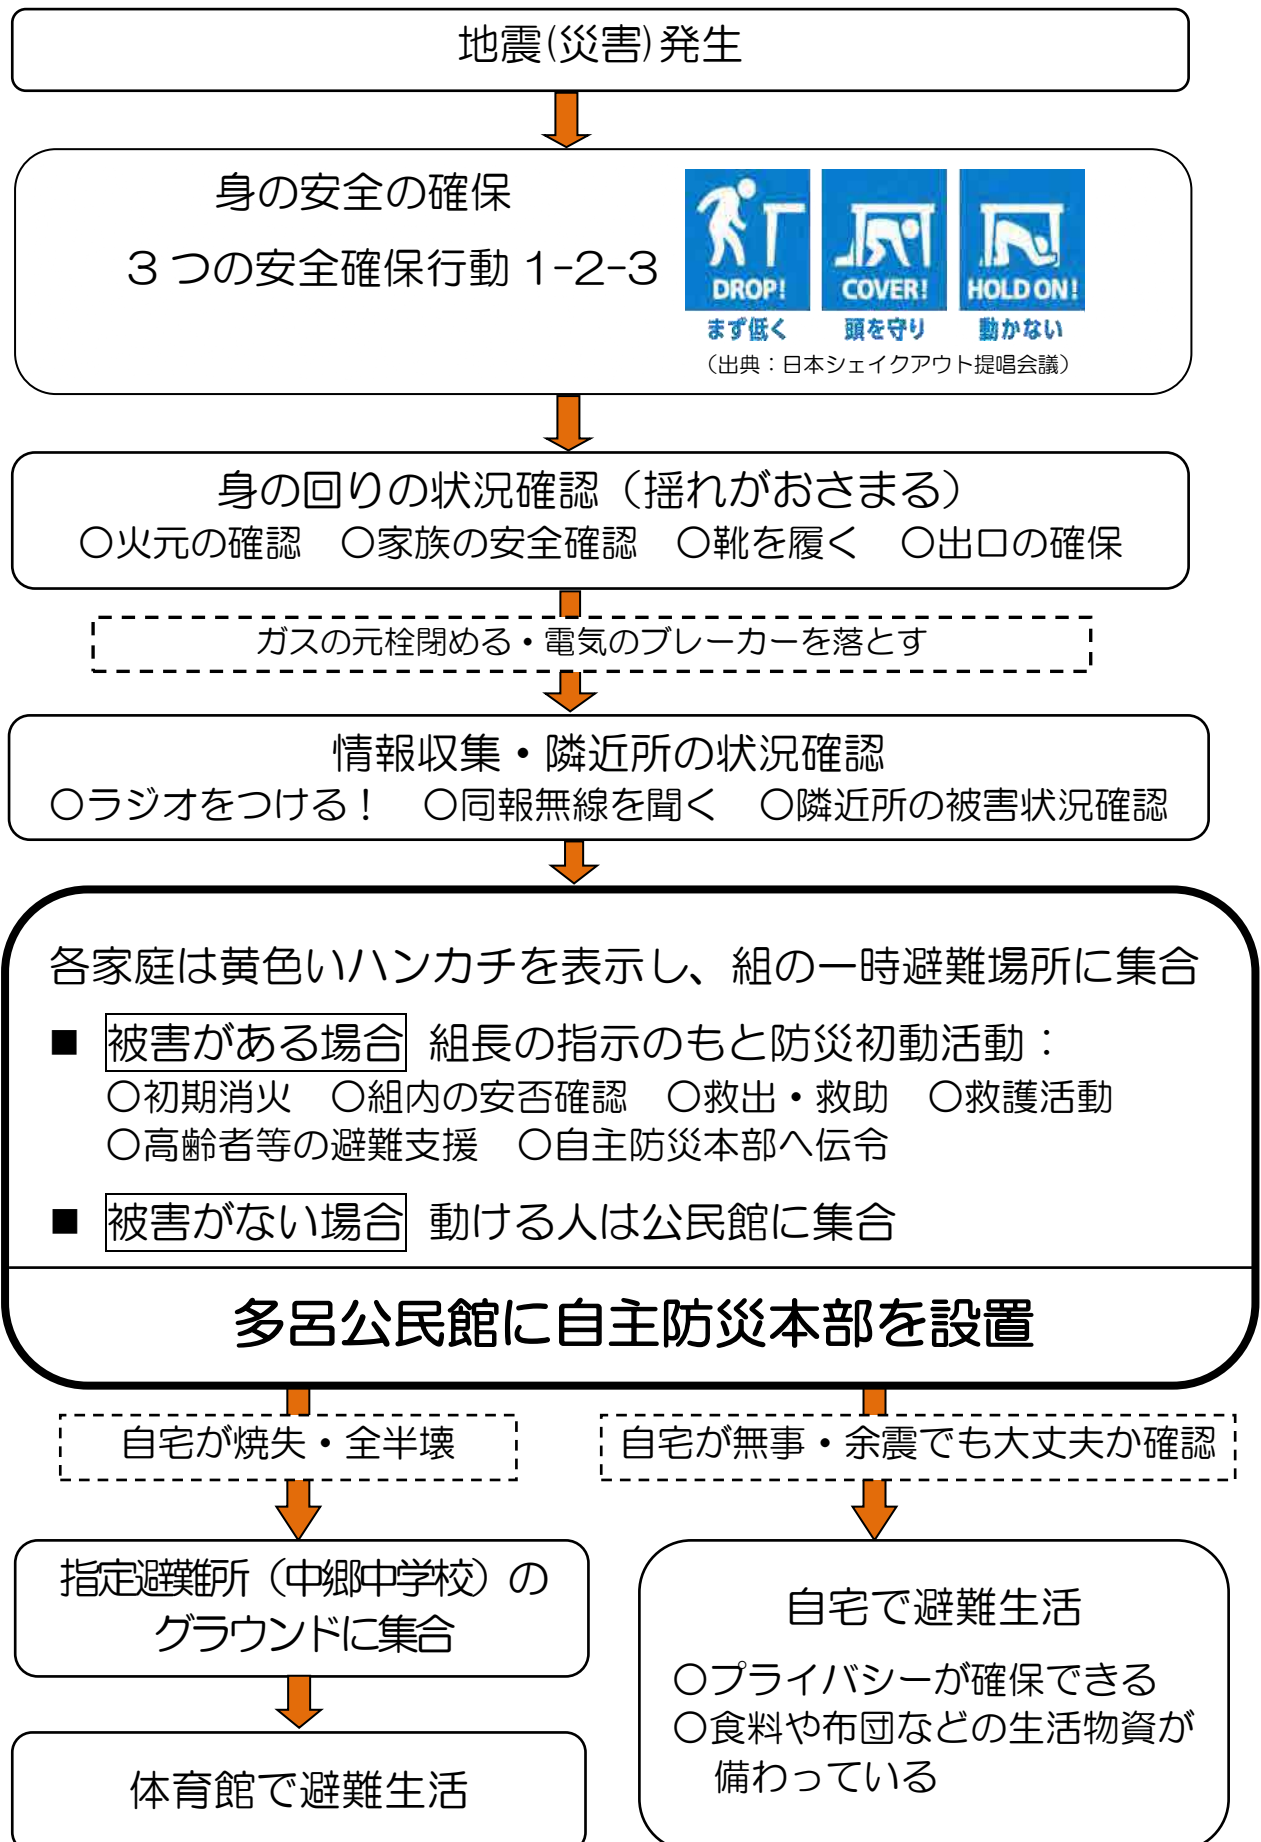 地震(災害)発生
身の安全の確保
3つの安全確保行動1-2-3
DROP! COVER! HOLD ON!
まず低く 頭を守り 動かない
（出典：日本シェイクアウト提唱会議）
身の回りの状況確認（揺れがおさまる）
○火元の確認 ○家族の安全確認 ○靴を履く ○出口の確保
ガスの元栓閉める・電気のブレーカーを落とす
情報収集・隣近所の状況確認
○ラジオをつける！ ○同報無線を聞く ○隣近所の被害状況確認
各家庭は黄色いハンカチを表示し、組の一時避難場所に集合
■ 被害がある場合 組長の指示のもと防災初動活動：
○初期消火 ○組内の安否確認 ○救出・救助 ○救護活動
○高齢者等の避難支援 ○自主防災本部へ伝令
■ 被害がない場合 動ける人は公民館に集合
多呂公民館に自主防災本部を設置
自宅が焼失・全半壊
自宅が無事・余震でも大丈夫か確認
指定避難所（中郷中学校）の
グラウンドに集合
体育館で避難生活
自宅で避難生活
○プライバシーが確保できる
○食料や布団などの生活物資が
備わっている